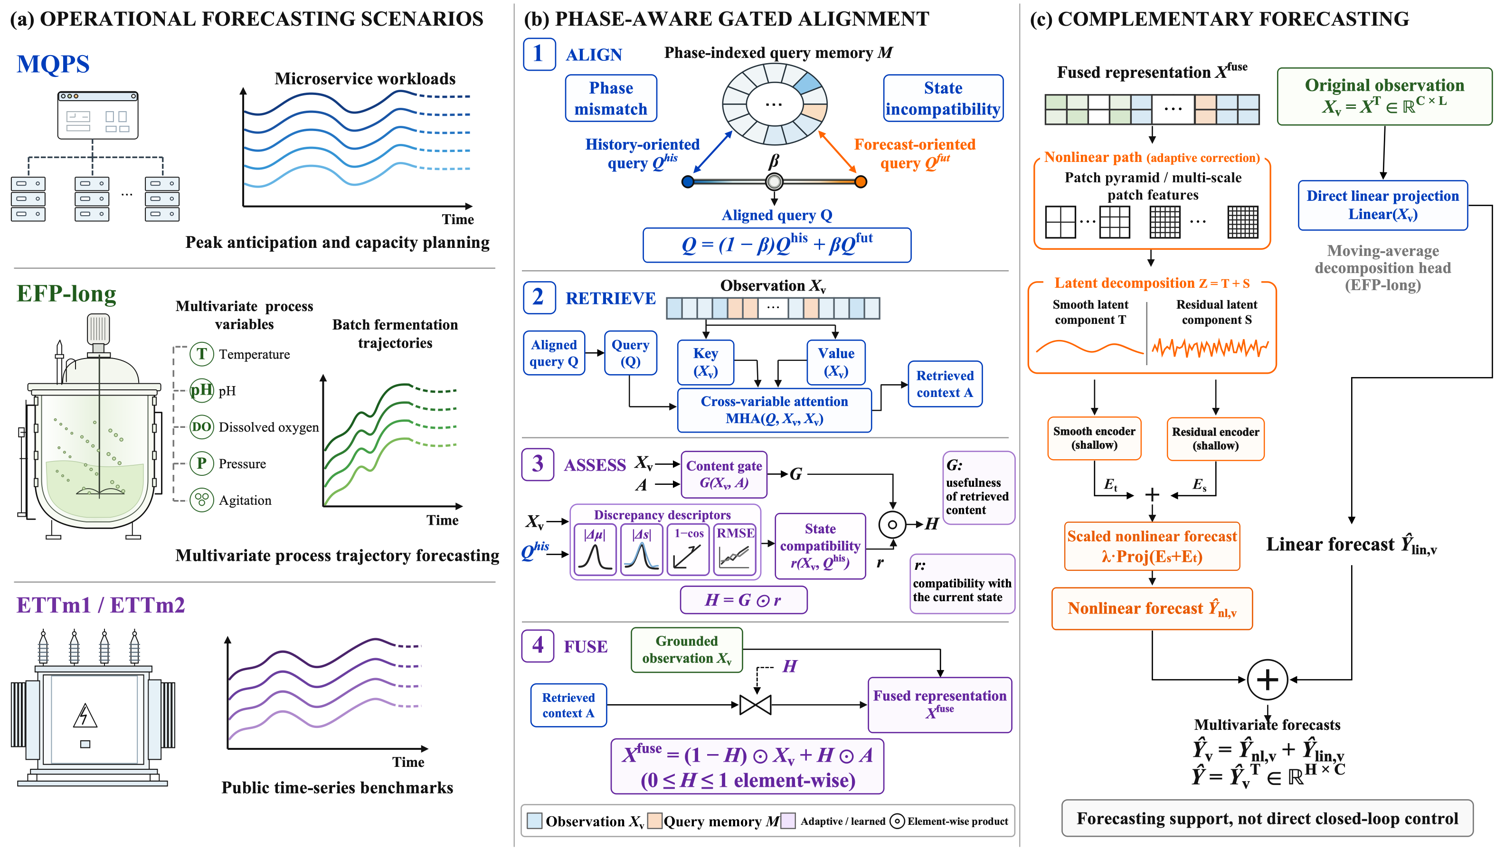 (a) OPERATIONAL FORECASTING SCENARIOS
MQPS
Microservice workloads
Time
Peak anticipation and capacity planning
EFP-long
Multivariate process
variables
T Temperature
pH pH
DO Dissolved oxygen
P Pressure
Agitation
Batch fermentation
trajectories
Time
Multivariate process trajectory forecasting
ETTm1 / ETTm2
Time
Public time-series benchmarks
(b) PHASE-AWARE GATED ALIGNMENT
1 ALIGN
Phase-indexed query memory M
Phase
mismatch
State
incompatibility
...
History-oriented
query Q^his
Forecast-oriented
query Q^fut
β
Aligned query Q
Q = (1 − β)Q^his + βQ^fut
2 RETRIEVE
Observation X_v
...
Aligned
query Q
Query
(Q)
Key
(X_v)
Value
(X_v)
Cross-variable attention
MHA(Q, X_v, X_v)
Retrieved
context A
3 ASSESS
X_v
A
Content gate
G(X_v, A)
G
G:
usefulness
of retrieved
content
X_v
Q^his
Discrepancy descriptors
|Δμ|
|Δs|
1−cos
RMSE
State
compatibility
r(X_v, Q^his)
r
H
r:
compatibility with
the current state
H = G ⊙ r
4 FUSE
Grounded
observation X_v
H
Retrieved
context A
Fused representation
X^fuse
X^fuse = (1 − H) ⊙ X_v + H ⊙ A
(0 ≤ H ≤ 1 element-wise)
Observation X_v
Query memory M
Adaptive / learned
Element-wise product
(c) COMPLEMENTARY FORECASTING
Fused representation X^fuse
...
Original observation
X_v = X^T ∈ ℝ^C × L
Nonlinear path (adaptive correction)
Patch pyramid / multi-scale
patch features
... ...
Direct linear projection
Linear(X_v)
Moving-average
decomposition head
(EFP-long)
Latent decomposition Z = T + S
Smooth latent
component T
Residual latent
component S
Smooth encoder
(shallow)
Residual encoder
(shallow)
E_t
+
E_s
Scaled nonlinear forecast
λ·Proj(Es+Et)
Nonlinear forecast Ŷ_nl,v
Linear forecast Ŷ_lin,v
+
Multivariate forecasts
Ŷ_v = Ŷ_nl,v + Ŷ_lin,v
Ŷ = Ŷ_v^T ∈ ℝ^H × C
Forecasting support, not direct closed-loop control